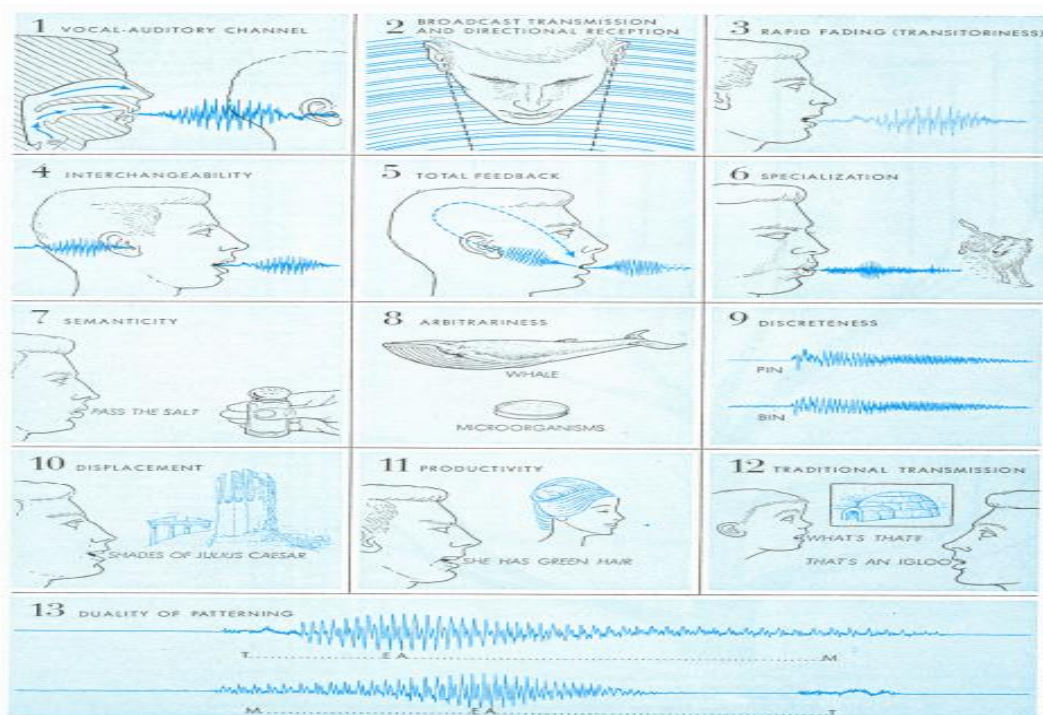 1 VOCAL-AUDITORY CHANNEL
2 BROADCAST TRANSMISSION
AND DIRECTIONAL RECEPTION
3 RAPID FADING (TRANSITORINESS)
4 INTERCHANGEABILITY
5 TOTAL FEEDBACK
6 SPECIALIZATION
7 SEMANTICITY
PASS THE SALT
8 ARBITRARINESS
WHALE
MICROORGANISMS
9 DISCRETENESS
PIN
BIN
10 DISPLACEMENT
SHADES OF JULIUS CAESAR
11 PRODUCTIVITY
SHE HAS GREEN HAIR
12 TRADITIONAL TRANSMISSION
WHAT'S THAT?
THAT'S AN IGLOO
13 DUALITY OF PATTERNING
T..............EA............................................M
M......................EA..................................T